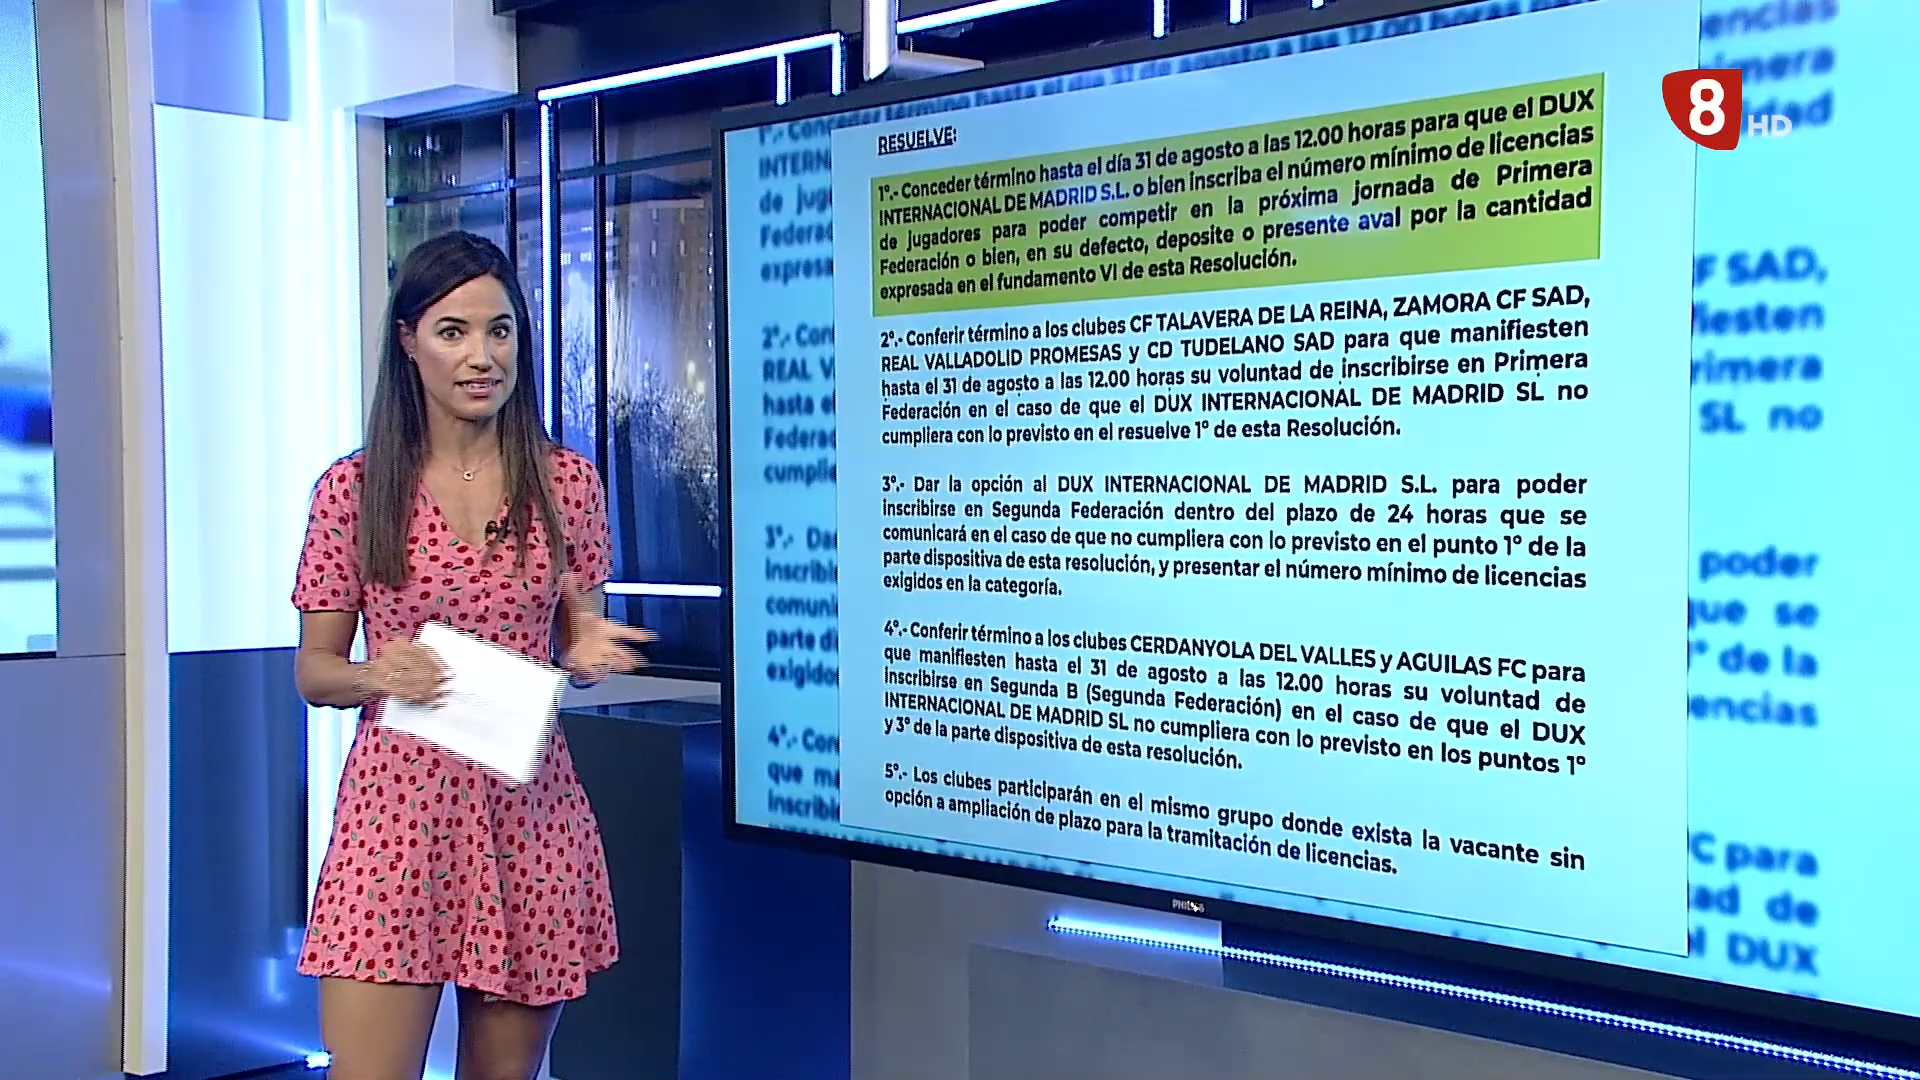 8 HD
RESUELVE:
1º.- Conceder término hasta el día 31 de agosto a las 12.00 horas para que el DUX
INTERNACIONAL DE MADRID S.L. o bien inscriba el número mínimo de licencias
de jugadores para poder competir en la próxima jornada de Primera
Federación o bien, en su defecto, deposite o presente aval por la cantidad
expresada en el fundamento VI de esta Resolución.
2º.- Conferir término a los clubes CF TALAVERA DE LA REINA, ZAMORA CF SAD,
REAL VALLADOLID PROMESAS y CD TUDELANO SAD para que manifiesten
hasta el 31 de agosto a las 12.00 horas su voluntad de inscribirse en Primera
Federación en el caso de que el DUX INTERNACIONAL DE MADRID SL no
cumpliera con lo previsto en el resuelve 1º de esta Resolución.
3º.- Dar la opción al DUX INTERNACIONAL DE MADRID S.L. para poder
inscribirse en Segunda Federación dentro del plazo de 24 horas que se
comunicará en el caso de que no cumpliera con lo previsto en el punto 1º de la
parte dispositiva de esta resolución, y presentar el número mínimo de licencias
exigidos en la categoría.
4º.- Conferir término a los clubes CERDANYOLA DEL VALLES y AGUILAS FC para
que manifiesten hasta el 31 de agosto a las 12.00 horas su voluntad de
inscribirse en Segunda B (Segunda Federación) en el caso de que el DUX
INTERNACIONAL DE MADRID SL no cumpliera con lo previsto en los puntos 1º
y 3º de la parte dispositiva de esta resolución.
5º.- Los clubes participarán en el mismo grupo donde exista la vacante sin
opción a ampliación de plazo para la tramitación de licencias.
PHILIPS